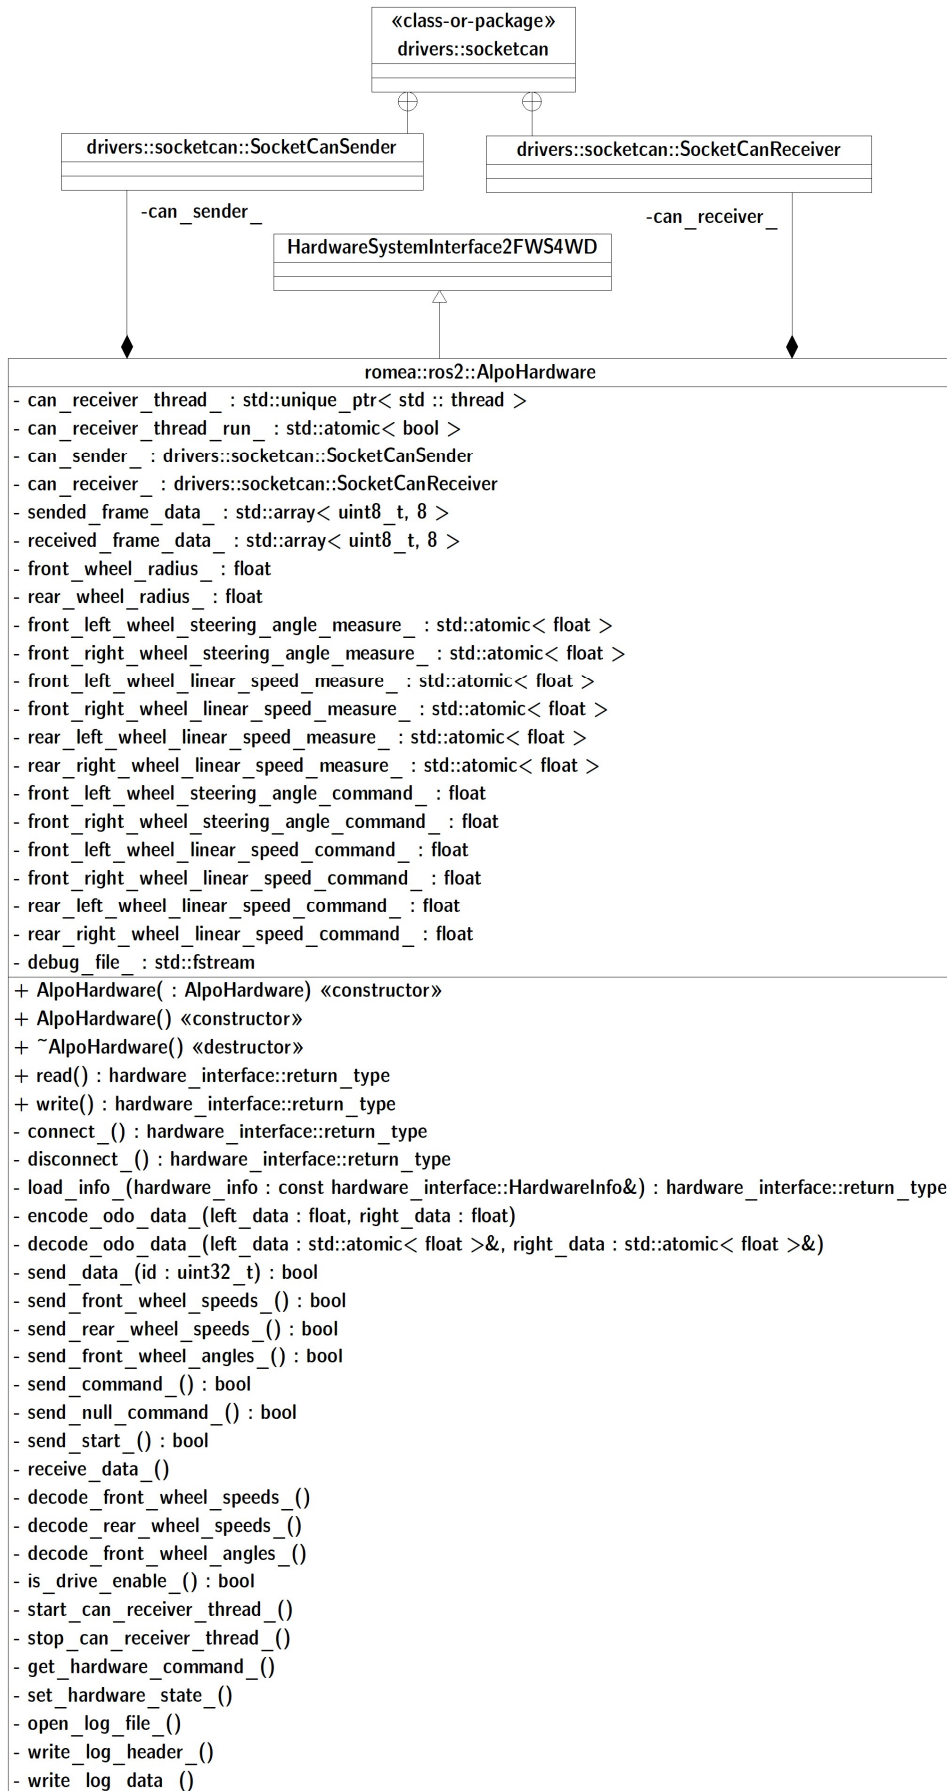 «class-or-package»
drivers::socketcan
drivers::socketcan::SocketCanSender
drivers::socketcan::SocketCanReceiver
-can_sender_
-can_receiver_
HardwareSystemInterface2FWS4WD
romea::ros2::AlpoHardware
- can_receiver_thread_ : std::unique_ptr< std :: thread >
- can_receiver_thread_run_ : std::atomic< bool >
- can_sender_ : drivers::socketcan::SocketCanSender
- can_receiver_ : drivers::socketcan::SocketCanReceiver
- sended_frame_data_ : std::array< uint8_t, 8 >
- received_frame_data_ : std::array< uint8_t, 8 >
- front_wheel_radius_ : float
- rear_wheel_radius_ : float
- front_left_wheel_steering_angle_measure_ : std::atomic< float >
- front_right_wheel_steering_angle_measure_ : std::atomic< float >
- front_left_wheel_linear_speed_measure_ : std::atomic< float >
- front_right_wheel_linear_speed_measure_ : std::atomic< float >
- rear_left_wheel_linear_speed_measure_ : std::atomic< float >
- rear_right_wheel_linear_speed_measure_ : std::atomic< float >
- front_left_wheel_steering_angle_command_ : float
- front_right_wheel_steering_angle_command_ : float
- front_left_wheel_linear_speed_command_ : float
- front_right_wheel_linear_speed_command_ : float
- rear_left_wheel_linear_speed_command_ : float
- rear_right_wheel_linear_speed_command_ : float
- debug_file_ : std::fstream
+ AlpoHardware( : AlpoHardware) «constructor»
+ AlpoHardware() «constructor»
+ ~AlpoHardware() «destructor»
+ read() : hardware_interface::return_type
+ write() : hardware_interface::return_type
- connect_() : hardware_interface::return_type
- disconnect_() : hardware_interface::return_type
- load_info_(hardware_info : const hardware_interface::HardwareInfo&) : hardware_interface::return_type
- encode_odo_data_(left_data : float, right_data : float)
- decode_odo_data_(left_data : std::atomic< float >&, right_data : std::atomic< float >&)
- send_data_(id : uint32_t) : bool
- send_front_wheel_speeds_() : bool
- send_rear_wheel_speeds_() : bool
- send_front_wheel_angles_() : bool
- send_command_() : bool
- send_null_command_() : bool
- send_start_() : bool
- receive_data_()
- decode_front_wheel_speeds_()
- decode_rear_wheel_speeds_()
- decode_front_wheel_angles_()
- is_drive_enable_() : bool
- start_can_receiver_thread_()
- stop_can_receiver_thread_()
- get_hardware_command_()
- set_hardware_state_()
- open_log_file_()
- write_log_header_()
- write_log_data_()